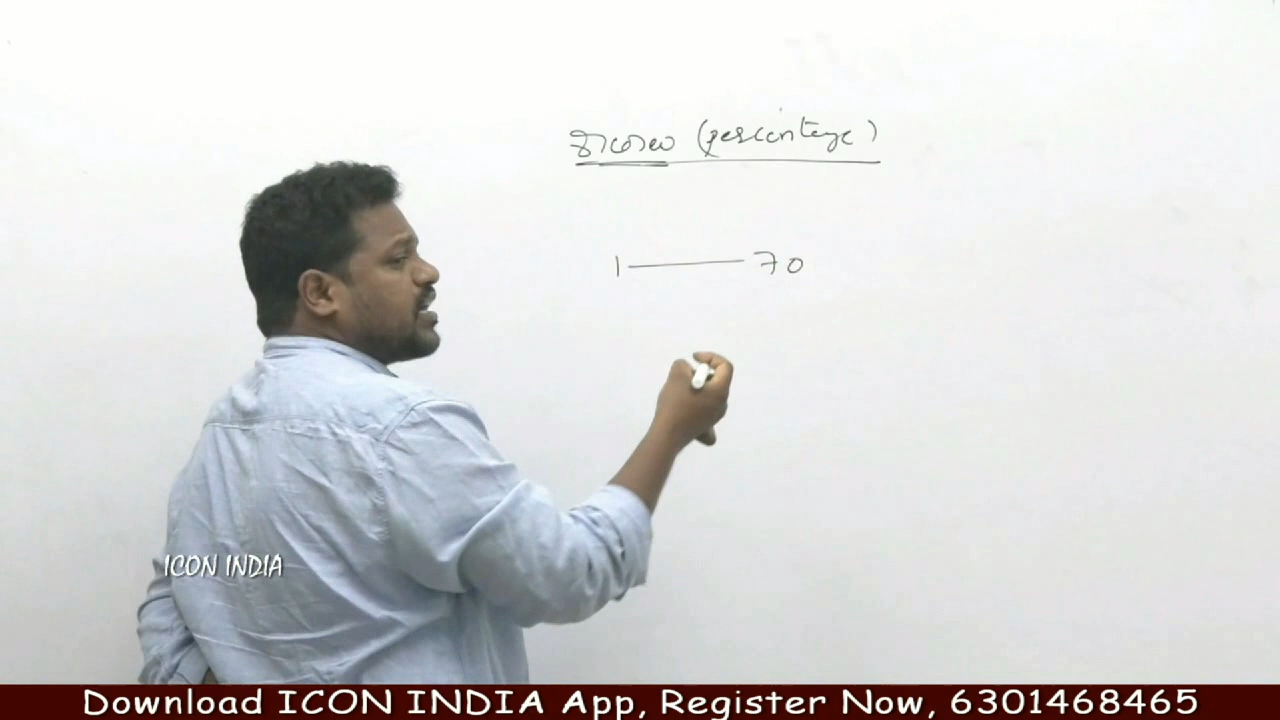 శాతాలు (percentage)
1 — 70
ICON INDIA
Download ICON INDIA App, Register Now, 6301468465